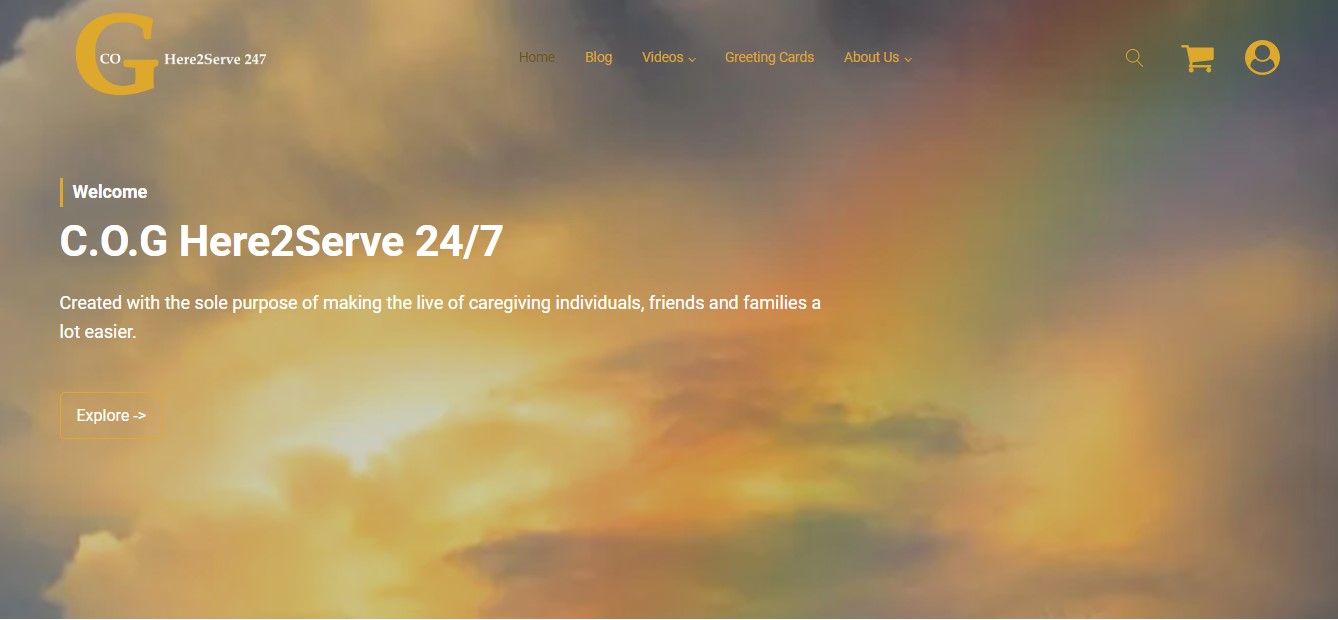 COG Here2Serve 247
Home Blog Videos Greeting Cards About Us
Welcome
C.O.G Here2Serve 24/7
Created with the sole purpose of making the live of caregiving individuals, friends and families a
lot easier.
Explore ->